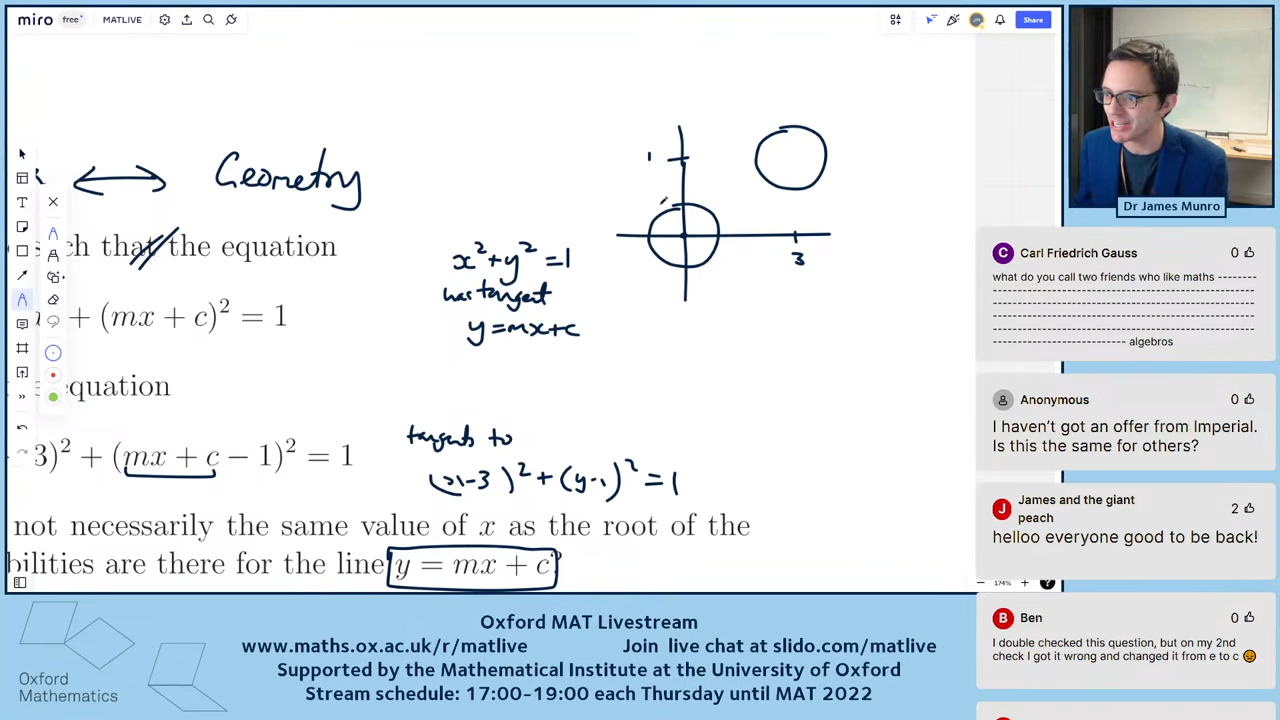 miro free MATLIVE Share
Geometry
such that the equation
+ (mx + c)² = 1
x²+y²=1
has tangent
y=mx+c
1
3
equation
tangents to
3)² + (mx + c − 1)² = 1
(x-3)²+(y-1)²=1
not necessarily the same value of x as the root of the
bilities are there for the line y = mx + c?
174%
Dr James Munro
Carl Friedrich Gauss 0
what do you call two friends who like maths --------
----------------------------------------------------
----------------------------------------------------
----------------------------------------------------
----------------------------------------------------
--------------------------- algebros
Anonymous 0
I haven't got an offer from Imperial.
Is this the same for others?
James and the giant
peach 2
helloo everyone good to be back!
Ben 0
I double checked this question, but on my 2nd
check I got it wrong and changed it from e to c 😔
Oxford
Mathematics
Oxford MAT Livestream
www.maths.ox.ac.uk/r/matlive Join live chat at slido.com/matlive
Supported by the Mathematical Institute at the University of Oxford
Stream schedule: 17:00-19:00 each Thursday until MAT 2022